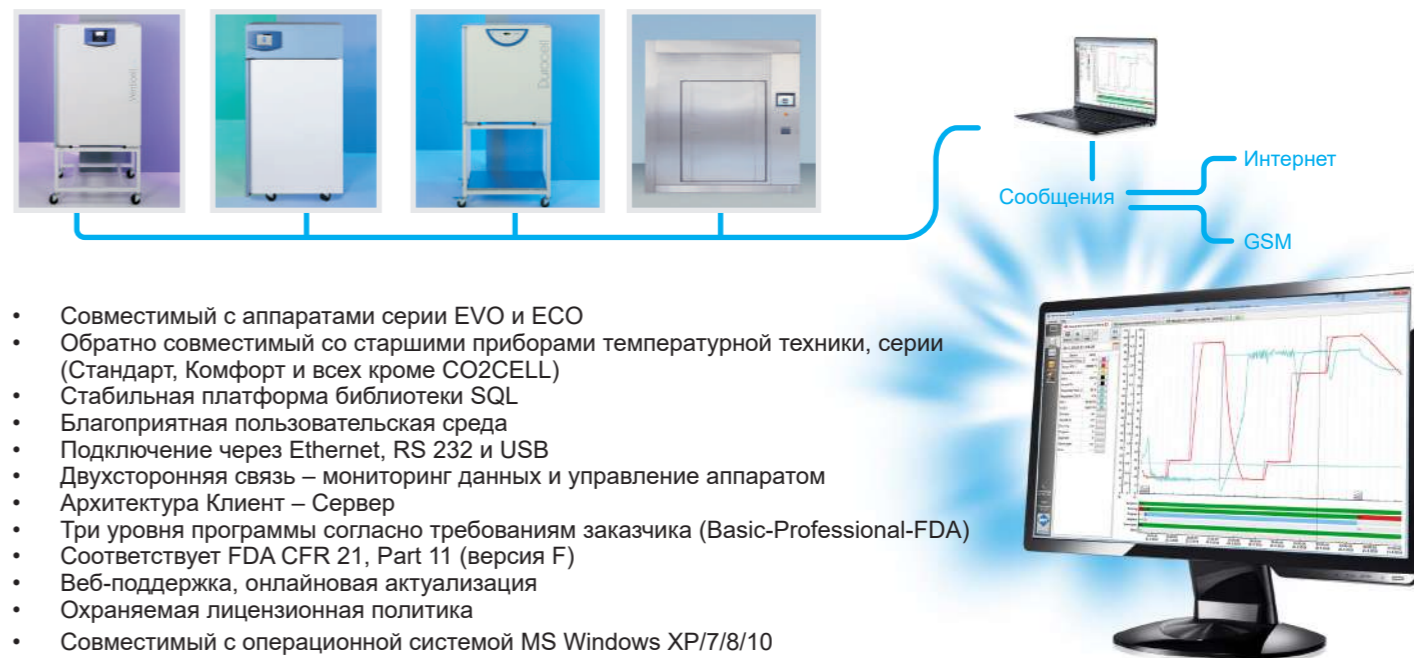 Venticell
Durocell
Интернет
Сообщения
GSM
• Совместимый с аппаратами серии EVO и ECO
• Обратно совместимый со старшими приборами температурной техники, серии
(Стандарт, Комфорт и всех кроме CO2CELL)
• Стабильная платформа библиотеки SQL
• Благоприятная пользовательская среда
• Подключение через Ethernet, RS 232 и USB
• Двухсторонняя связь – мониторинг данных и управление аппаратом
• Архитектура Клиент – Сервер
• Три уровня программы согласно требованиям заказчика (Basic-Professional-FDA)
• Соответствует FDA CFR 21, Part 11 (версия F)
• Веб-поддержка, онлайновая актуализация
• Охраняемая лицензионная политика
• Совместимый с операционной системой MS Windows XP/7/8/10